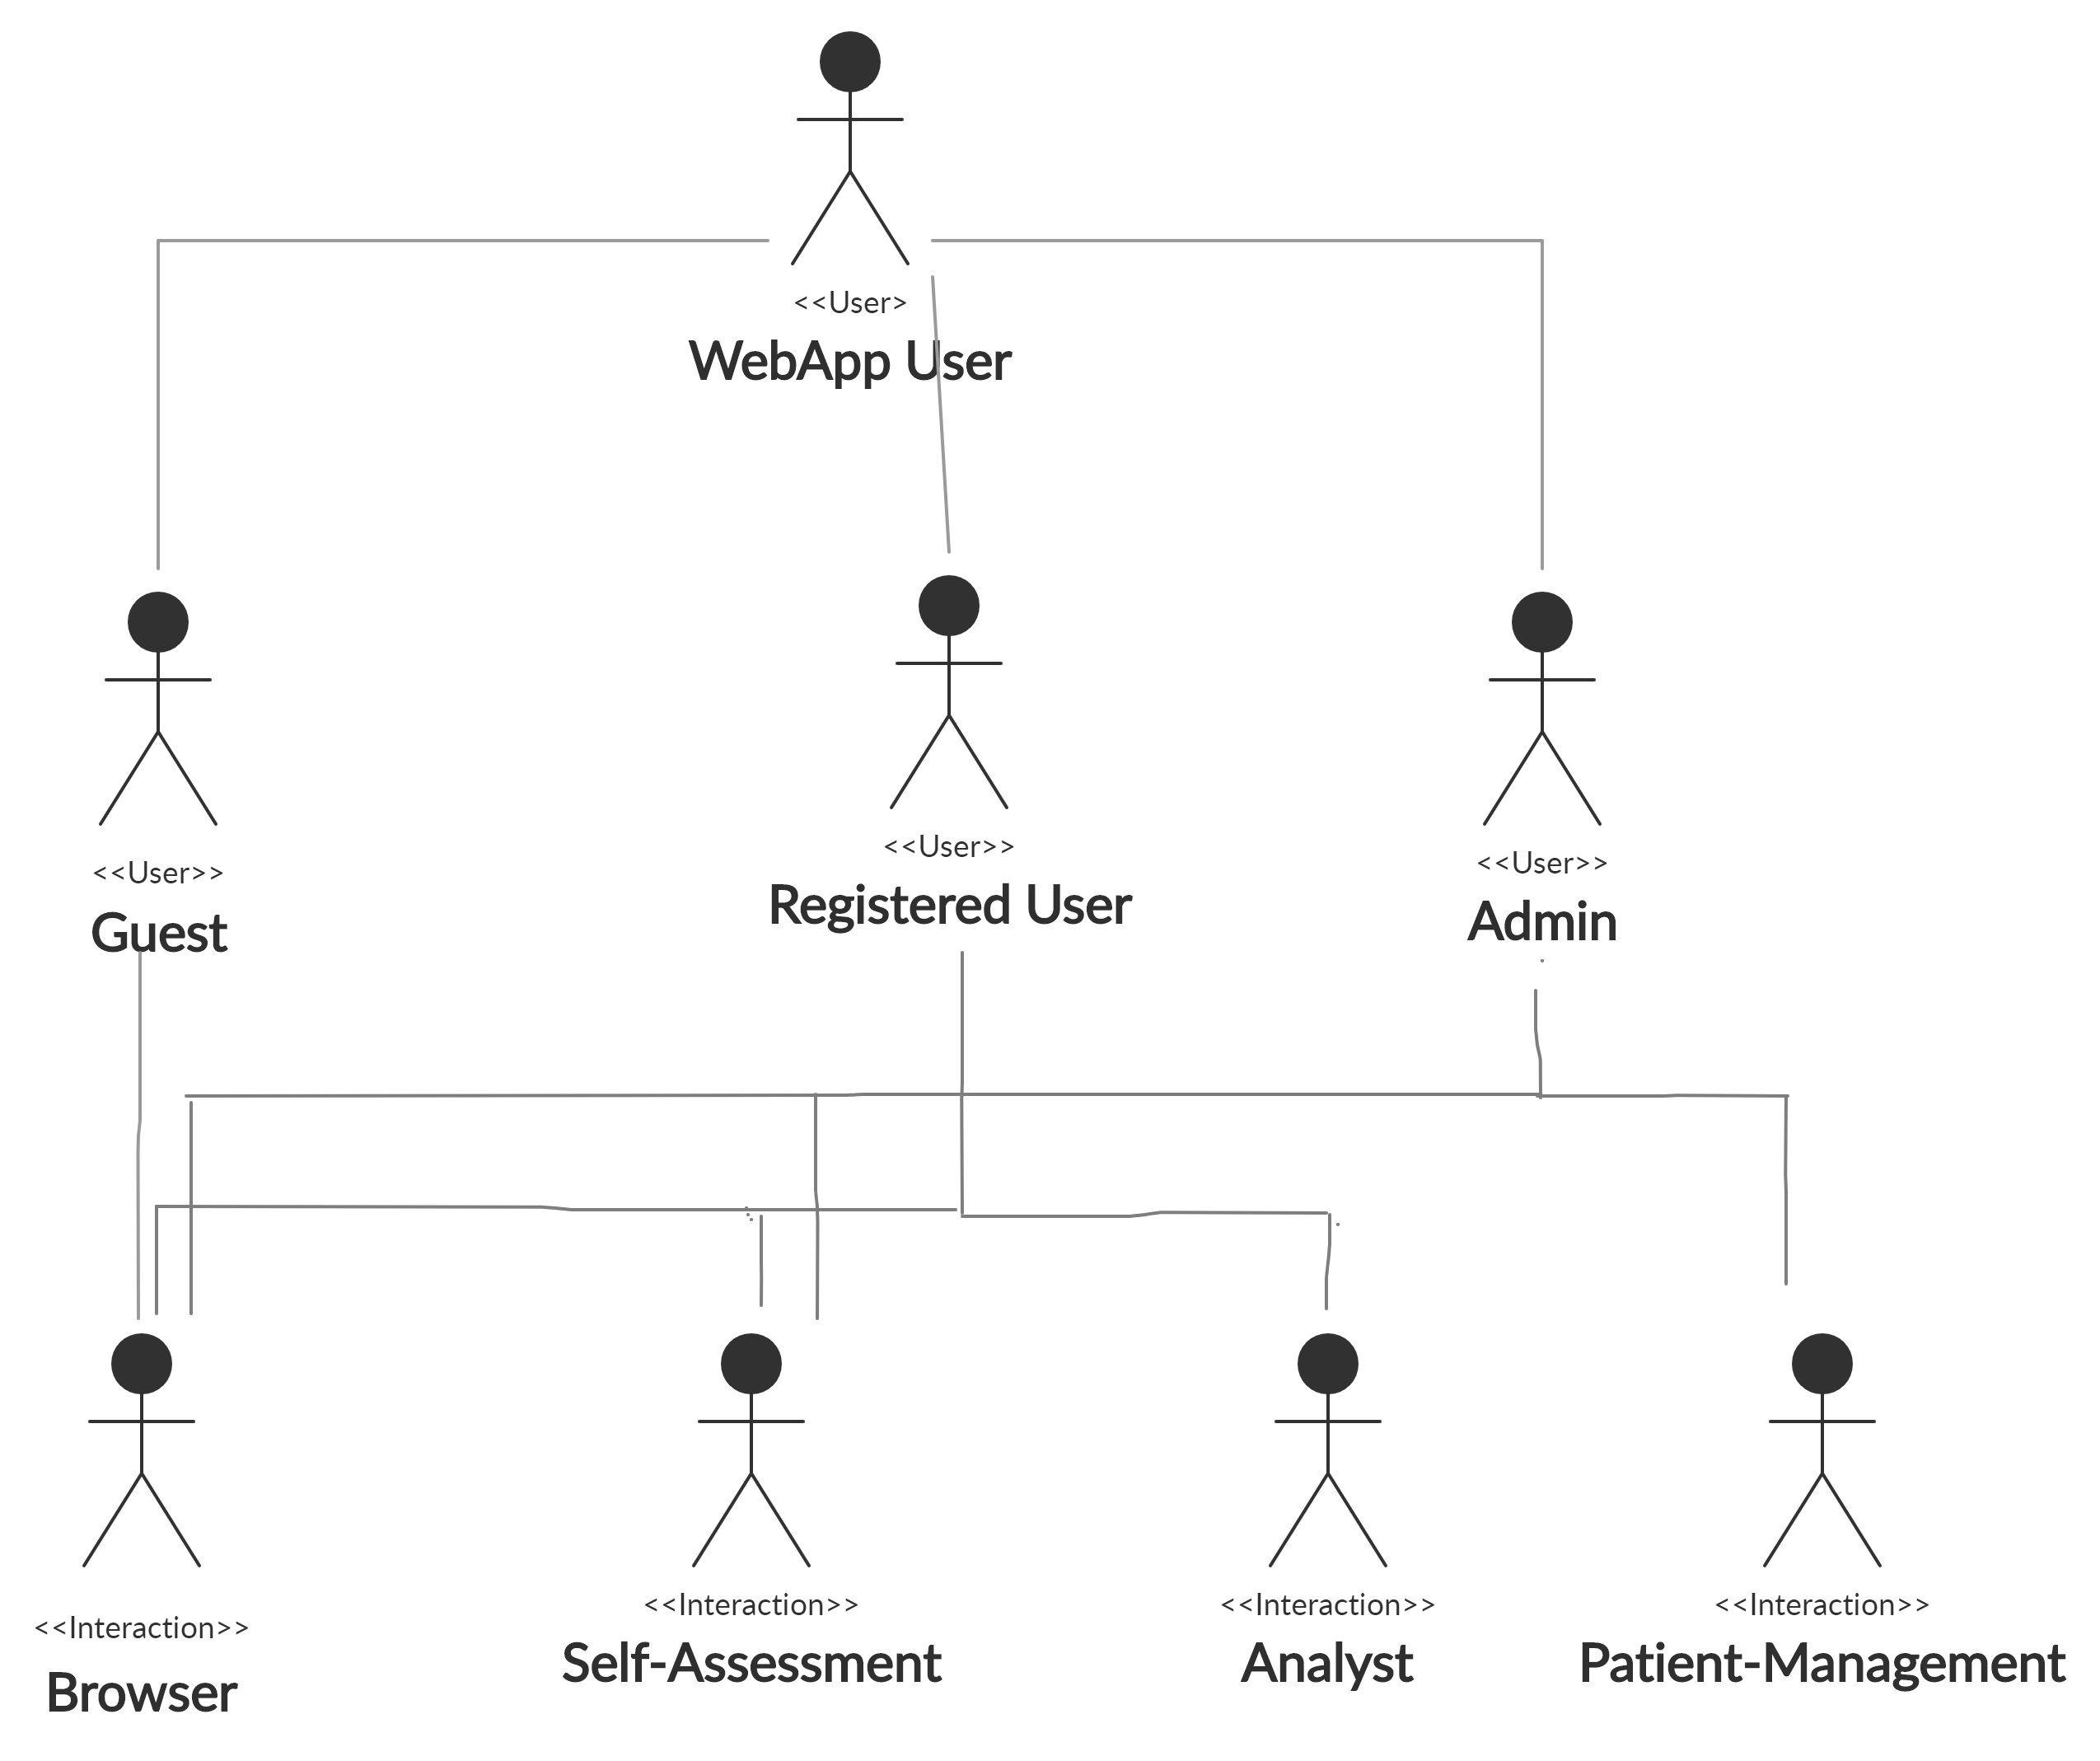 <<User>
WebApp User
<<User>>
Guest
<<User>>
Registered User
<<User>>
Admin
<<Interaction>>
Browser
<<Interaction>>
Self-Assessment
<<Interaction>>
Analyst
<<Interaction>>
Patient-Management